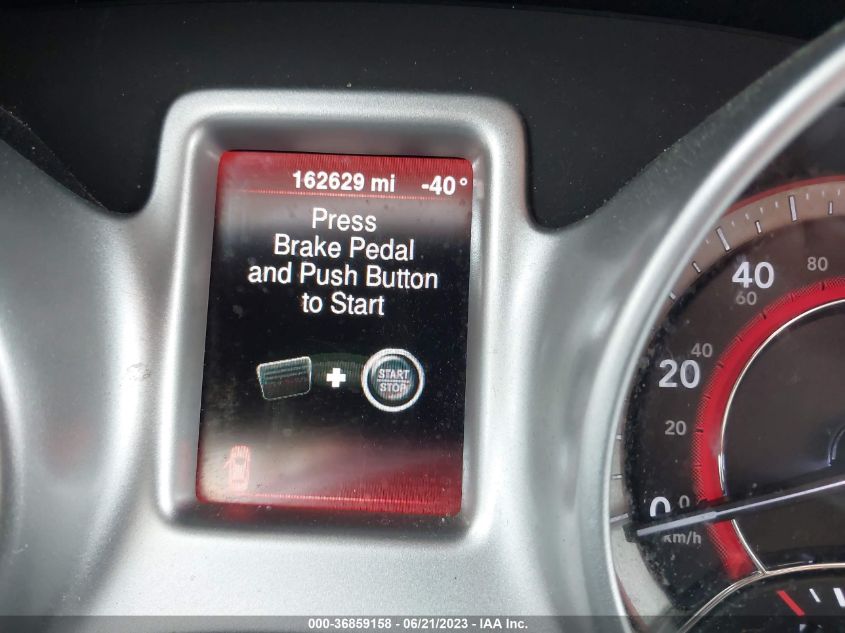 162629 mi -40°
Press
Brake Pedal
and Push Button
to Start
START
STOP
40
80
60
20
40
20
0
0
km/h
000-36859158 - 06/21/2023 - IAA Inc.